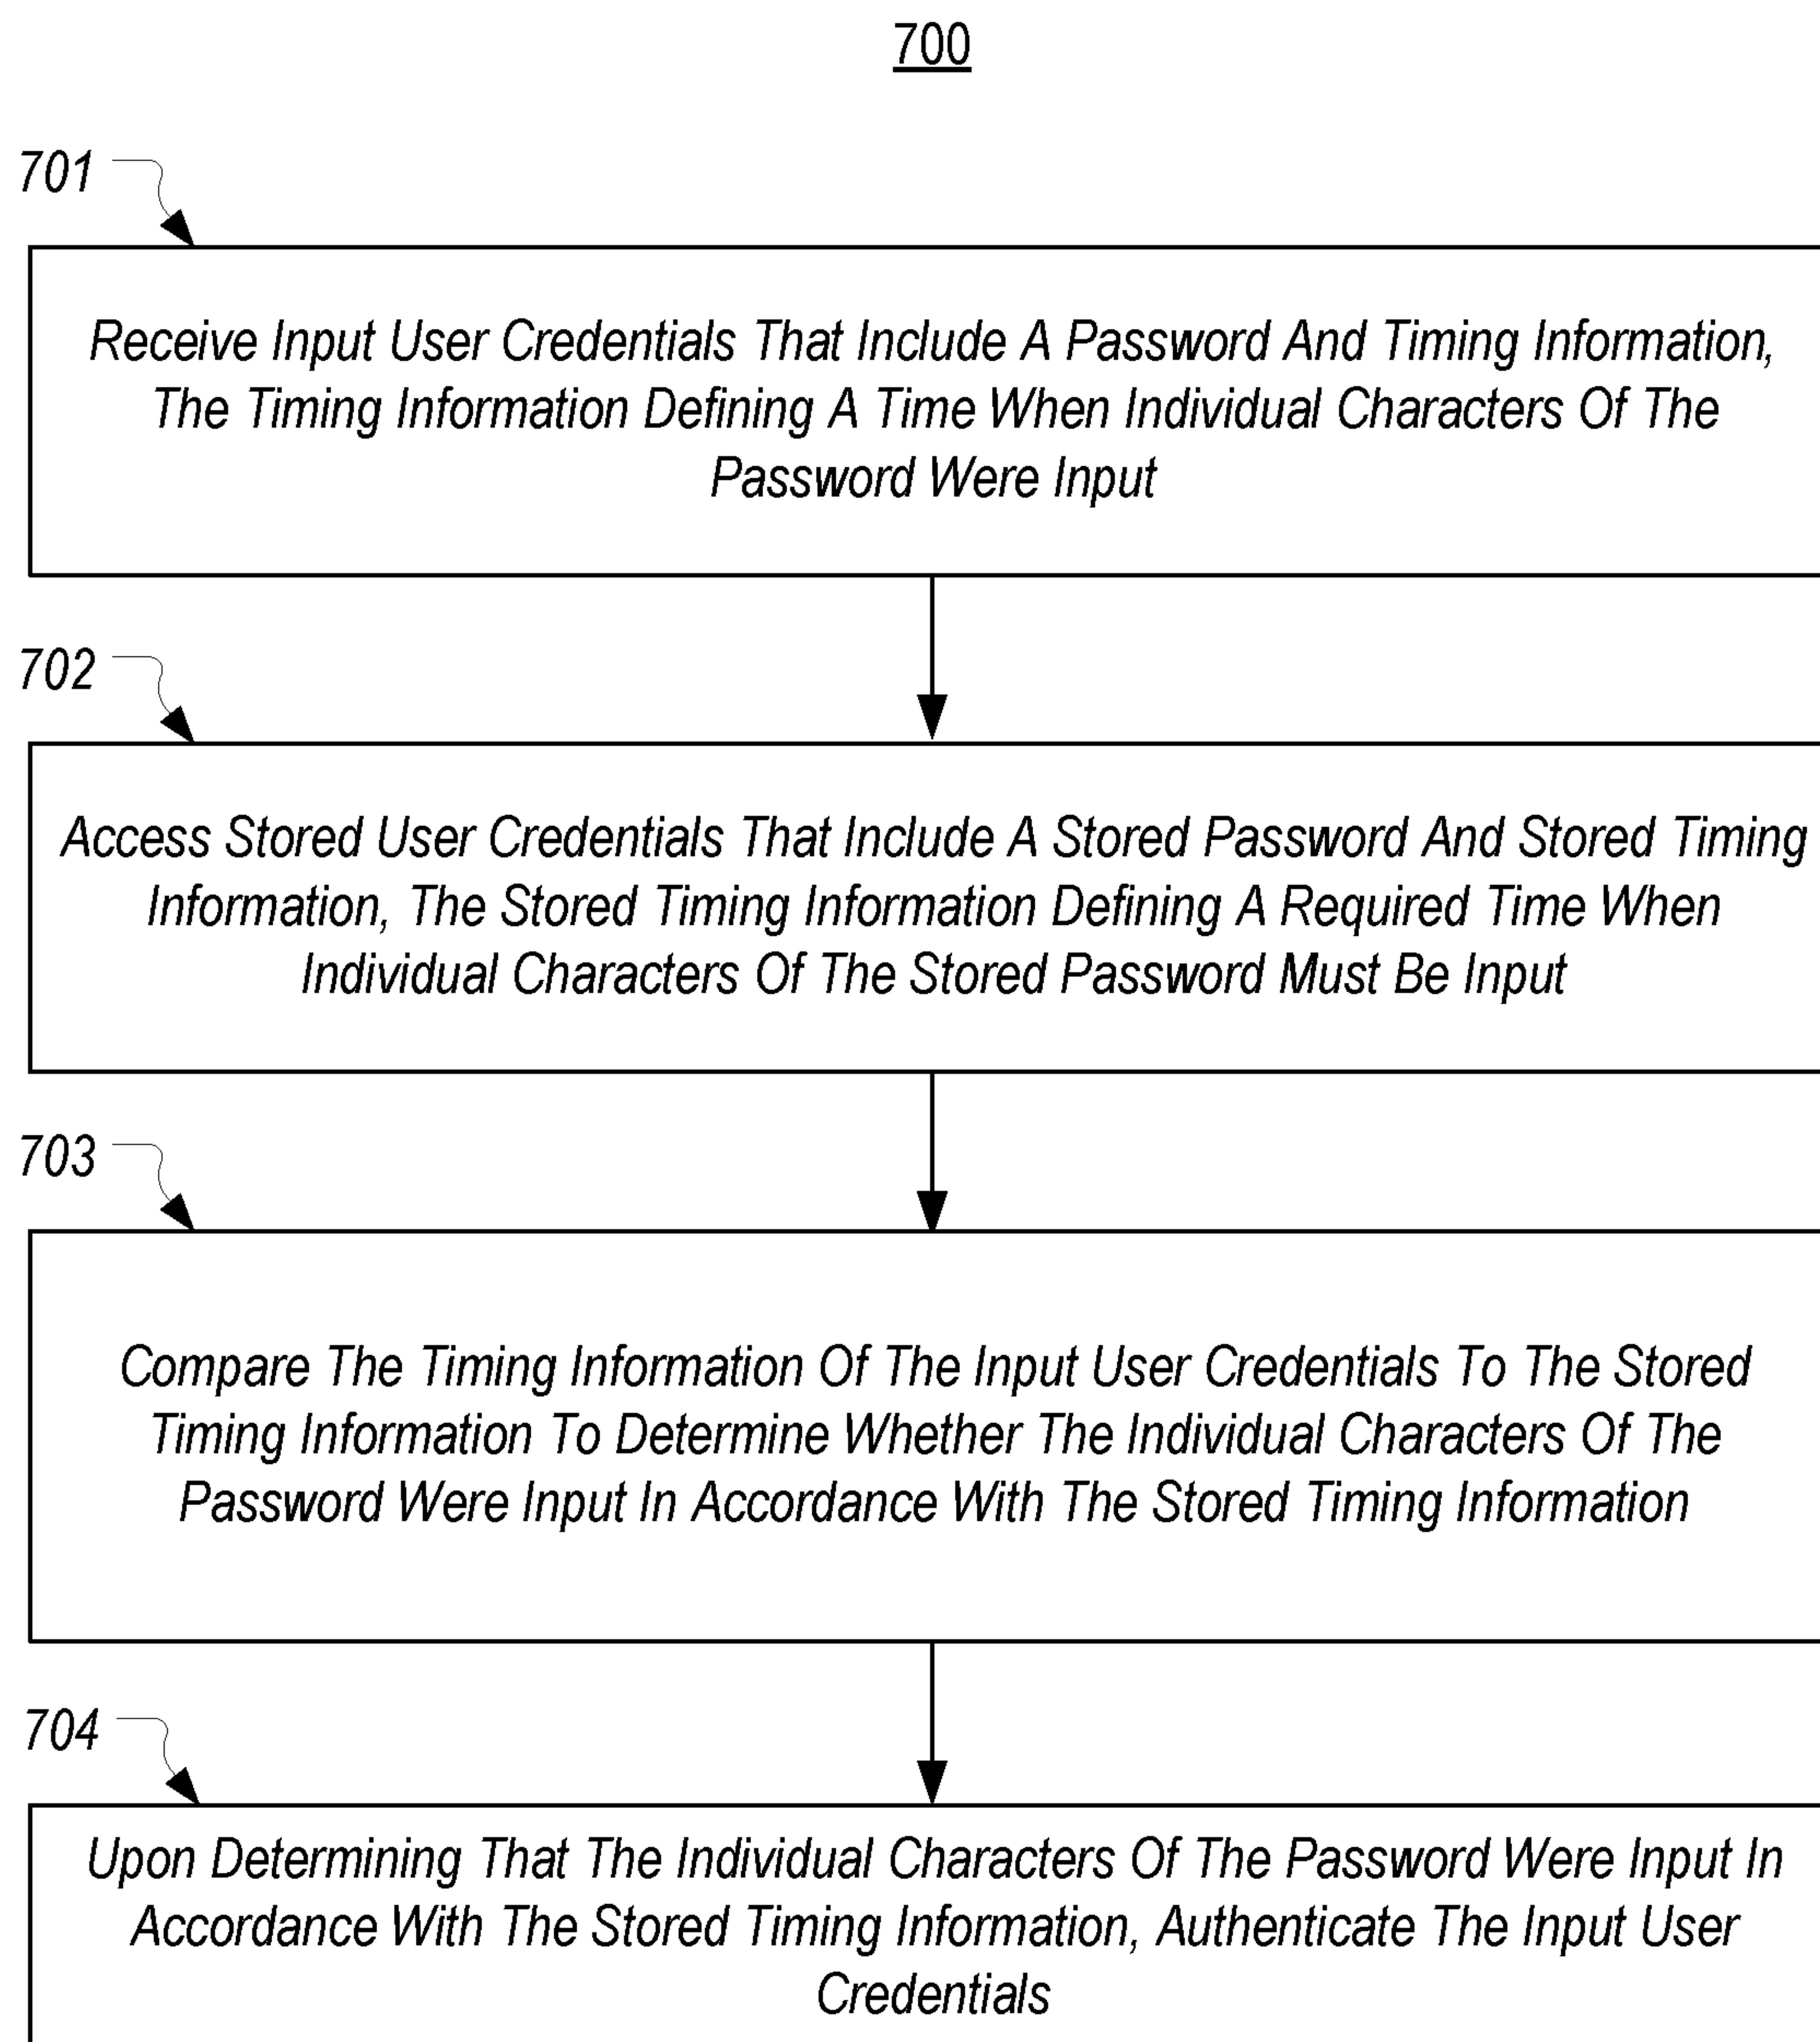 700
701
Receive Input User Credentials That Include A Password And Timing Information,
The Timing Information Defining A Time When Individual Characters Of The
Password Were Input
702
Access Stored User Credentials That Include A Stored Password And Stored Timing
Information, The Stored Timing Information Defining A Required Time When
Individual Characters Of The Stored Password Must Be Input
703
Compare The Timing Information Of The Input User Credentials To The Stored
Timing Information To Determine Whether The Individual Characters Of The
Password Were Input In Accordance With The Stored Timing Information
704
Upon Determining That The Individual Characters Of The Password Were Input In
Accordance With The Stored Timing Information, Authenticate The Input User
Credentials